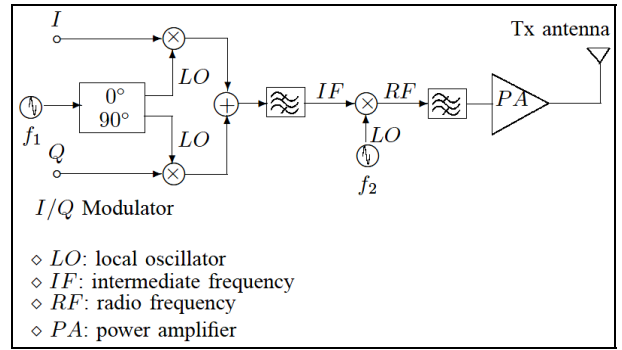 I
Tx antenna
LO
0°
90°
IF
RF
PA
f₁
LO
LO
Q
f₂
I/Q Modulator
⋄ LO: local oscillator
⋄ IF: intermediate frequency
⋄ RF: radio frequency
⋄ PA: power amplifier